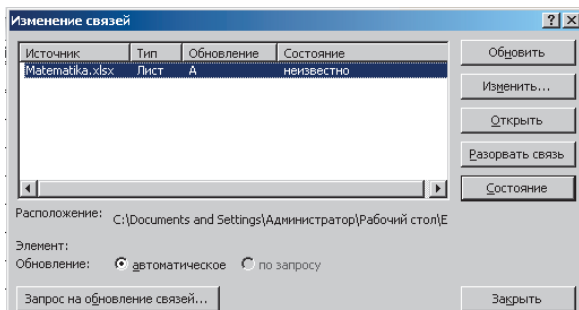 Изменение связей
Источник Тип Обновление Состояние
Matematika.xlsx Лист А неизвестно
Обновить
Изменить...
Открыть
Разорвать связь
Состояние
Расположение: C:\Documents and Settings\Администратор\Рабочий стол\E
Элемент:
Обновление: автоматическое по запросу
Запрос на обновление связей... Закрыть